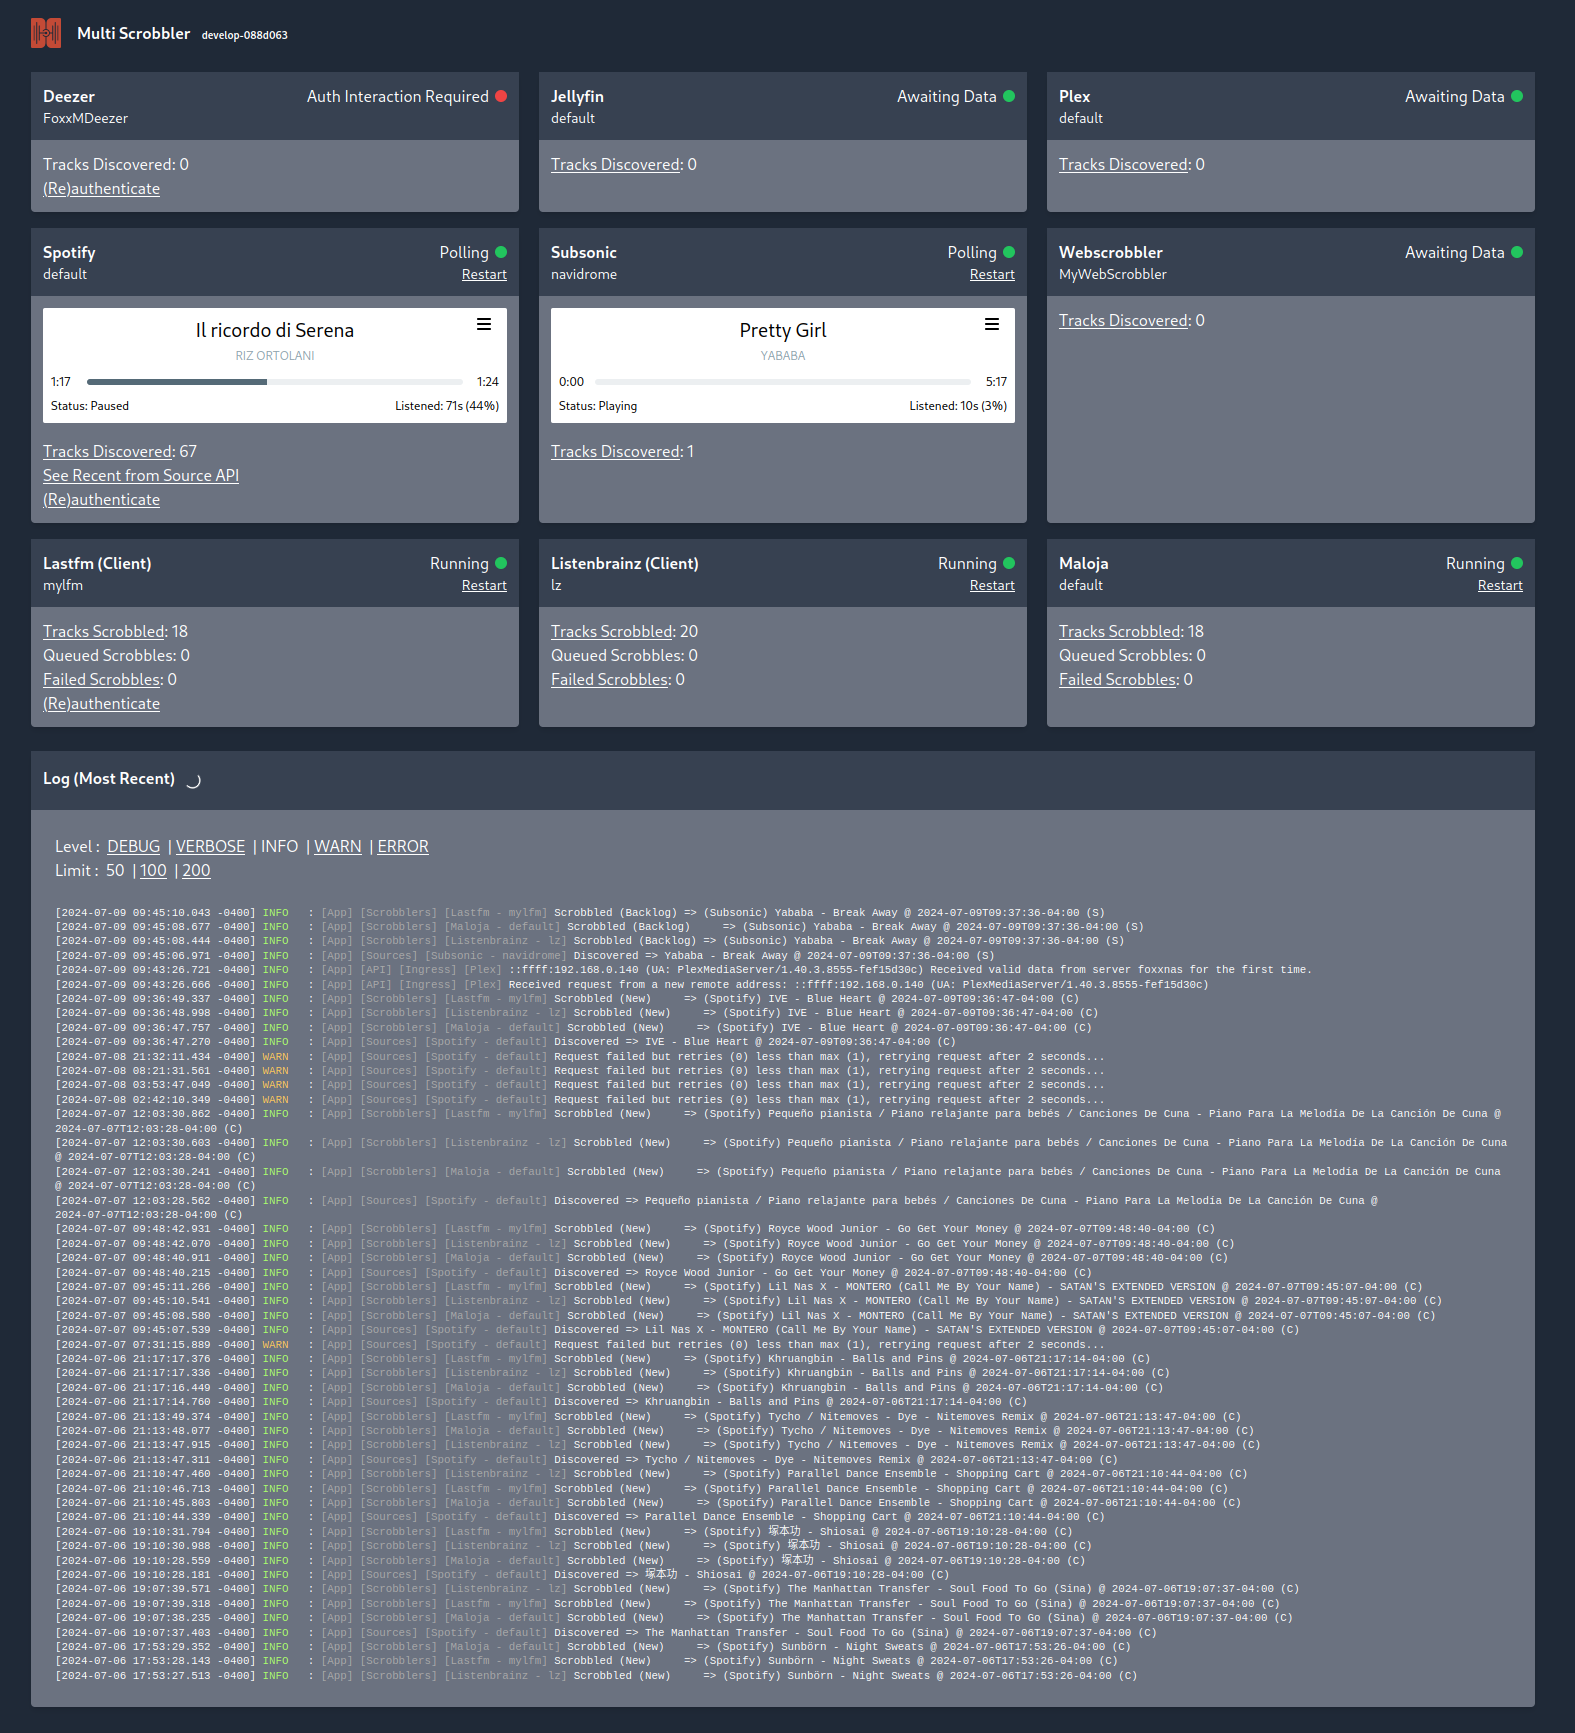 Multi Scrobbler develop-088d063
Deezer Auth Interaction Required
FoxxMDeezer
Tracks Discovered: 0
(Re)authenticate
Jellyfin Awaiting Data
default
Tracks Discovered: 0
Plex Awaiting Data
default
Tracks Discovered: 0
Spotify Polling
default Restart
Il ricordo di Serena
RIZ ORTOLANI
1:17 1:24
Status: Paused Listened: 71s (44%)
Tracks Discovered: 67
See Recent from Source API
(Re)authenticate
Subsonic Polling
navidrome Restart
Pretty Girl
YABABA
0:00 5:17
Status: Playing Listened: 10s (3%)
Tracks Discovered: 1
Webscrobbler Awaiting Data
MyWebScrobbler
Tracks Discovered: 0
Lastfm (Client) Running
mylfm Restart
Tracks Scrobbled: 18
Queued Scrobbles: 0
Failed Scrobbles: 0
(Re)authenticate
Listenbrainz (Client) Running
lz Restart
Tracks Scrobbled: 20
Queued Scrobbles: 0
Failed Scrobbles: 0
Maloja Running
default Restart
Tracks Scrobbled: 18
Queued Scrobbles: 0
Failed Scrobbles: 0
Log (Most Recent)
Level : DEBUG | VERBOSE | INFO | WARN | ERROR
Limit : 50 | 100 | 200
[2024-07-09 09:45:10.043 -0400] INFO : [App] [Scrobblers] [Lastfm - mylfm] Scrobbled (Backlog) => (Subsonic) Yababa - Break Away @ 2024-07-09T09:37:36-04:00 (S)
[2024-07-09 09:45:08.677 -0400] INFO : [App] [Scrobblers] [Maloja - default] Scrobbled (Backlog) => (Subsonic) Yababa - Break Away @ 2024-07-09T09:37:36-04:00 (S)
[2024-07-09 09:45:08.444 -0400] INFO : [App] [Scrobblers] [Listenbrainz - lz] Scrobbled (Backlog) => (Subsonic) Yababa - Break Away @ 2024-07-09T09:37:36-04:00 (S)
[2024-07-09 09:45:06.971 -0400] INFO : [App] [Sources] [Subsonic - navidrome] Discovered => Yababa - Break Away @ 2024-07-09T09:37:36-04:00 (S)
[2024-07-09 09:43:26.721 -0400] INFO : [App] [API] [Ingress] [Plex] ::ffff:192.168.0.140 (UA: PlexMediaServer/1.40.3.8555-fef15d30c) Received valid data from server foxxnas for the first time.
[2024-07-09 09:43:26.666 -0400] INFO : [App] [API] [Ingress] [Plex] Received request from a new remote address: ::ffff:192.168.0.140 (UA: PlexMediaServer/1.40.3.8555-fef15d30c)
[2024-07-09 09:36:49.337 -0400] INFO : [App] [Scrobblers] [Lastfm - mylfm] Scrobbled (New) => (Spotify) IVE - Blue Heart @ 2024-07-09T09:36:47-04:00 (C)
[2024-07-09 09:36:48.998 -0400] INFO : [App] [Scrobblers] [Listenbrainz - lz] Scrobbled (New) => (Spotify) IVE - Blue Heart @ 2024-07-09T09:36:47-04:00 (C)
[2024-07-09 09:36:47.757 -0400] INFO : [App] [Scrobblers] [Maloja - default] Scrobbled (New) => (Spotify) IVE - Blue Heart @ 2024-07-09T09:36:47-04:00 (C)
[2024-07-09 09:36:47.270 -0400] INFO : [App] [Sources] [Spotify - default] Discovered => IVE - Blue Heart @ 2024-07-09T09:36:47-04:00 (C)
[2024-07-08 21:32:11.434 -0400] WARN : [App] [Sources] [Spotify - default] Request failed but retries (0) less than max (1), retrying request after 2 seconds...
[2024-07-08 08:21:31.561 -0400] WARN : [App] [Sources] [Spotify - default] Request failed but retries (0) less than max (1), retrying request after 2 seconds...
[2024-07-08 03:53:47.049 -0400] WARN : [App] [Sources] [Spotify - default] Request failed but retries (0) less than max (1), retrying request after 2 seconds...
[2024-07-08 02:42:10.349 -0400] WARN : [App] [Sources] [Spotify - default] Request failed but retries (0) less than max (1), retrying request after 2 seconds...
[2024-07-07 12:03:30.862 -0400] INFO : [App] [Scrobblers] [Lastfm - mylfm] Scrobbled (New) => (Spotify) Pequeño pianista / Piano relajante para bebés / Canciones De Cuna - Piano Para La Melodía De La Canción De Cuna @
2024-07-07T12:03:28-04:00 (C)
[2024-07-07 12:03:30.603 -0400] INFO : [App] [Scrobblers] [Listenbrainz - lz] Scrobbled (New) => (Spotify) Pequeño pianista / Piano relajante para bebés / Canciones De Cuna - Piano Para La Melodía De La Canción De Cuna
@ 2024-07-07T12:03:28-04:00 (C)
[2024-07-07 12:03:30.241 -0400] INFO : [App] [Scrobblers] [Maloja - default] Scrobbled (New) => (Spotify) Pequeño pianista / Piano relajante para bebés / Canciones De Cuna - Piano Para La Melodía De La Canción De Cuna
@ 2024-07-07T12:03:28-04:00 (C)
[2024-07-07 12:03:28.562 -0400] INFO : [App] [Sources] [Spotify - default] Discovered => Pequeño pianista / Piano relajante para bebés / Canciones De Cuna - Piano Para La Melodía De La Canción De Cuna @
2024-07-07T12:03:28-04:00 (C)
[2024-07-07 09:48:42.931 -0400] INFO : [App] [Scrobblers] [Lastfm - mylfm] Scrobbled (New) => (Spotify) Royce Wood Junior - Go Get Your Money @ 2024-07-07T09:48:40-04:00 (C)
[2024-07-07 09:48:42.070 -0400] INFO : [App] [Scrobblers] [Listenbrainz - lz] Scrobbled (New) => (Spotify) Royce Wood Junior - Go Get Your Money @ 2024-07-07T09:48:40-04:00 (C)
[2024-07-07 09:48:40.911 -0400] INFO : [App] [Scrobblers] [Maloja - default] Scrobbled (New) => (Spotify) Royce Wood Junior - Go Get Your Money @ 2024-07-07T09:48:40-04:00 (C)
[2024-07-07 09:48:40.215 -0400] INFO : [App] [Sources] [Spotify - default] Discovered => Royce Wood Junior - Go Get Your Money @ 2024-07-07T09:48:40-04:00 (C)
[2024-07-07 09:45:11.266 -0400] INFO : [App] [Scrobblers] [Lastfm - mylfm] Scrobbled (New) => (Spotify) Lil Nas X - MONTERO (Call Me By Your Name) - SATAN'S EXTENDED VERSION @ 2024-07-07T09:45:07-04:00 (C)
[2024-07-07 09:45:10.541 -0400] INFO : [App] [Scrobblers] [Listenbrainz - lz] Scrobbled (New) => (Spotify) Lil Nas X - MONTERO (Call Me By Your Name) - SATAN'S EXTENDED VERSION @ 2024-07-07T09:45:07-04:00 (C)
[2024-07-07 09:45:08.580 -0400] INFO : [App] [Scrobblers] [Maloja - default] Scrobbled (New) => (Spotify) Lil Nas X - MONTERO (Call Me By Your Name) - SATAN'S EXTENDED VERSION @ 2024-07-07T09:45:07-04:00 (C)
[2024-07-07 09:45:07.539 -0400] INFO : [App] [Sources] [Spotify - default] Discovered => Lil Nas X - MONTERO (Call Me By Your Name) - SATAN'S EXTENDED VERSION @ 2024-07-07T09:45:07-04:00 (C)
[2024-07-07 07:31:15.889 -0400] WARN : [App] [Sources] [Spotify - default] Request failed but retries (0) less than max (1), retrying request after 2 seconds...
[2024-07-06 21:17:17.376 -0400] INFO : [App] [Scrobblers] [Lastfm - mylfm] Scrobbled (New) => (Spotify) Khruangbin - Balls and Pins @ 2024-07-06T21:17:14-04:00 (C)
[2024-07-06 21:17:17.336 -0400] INFO : [App] [Scrobblers] [Listenbrainz - lz] Scrobbled (New) => (Spotify) Khruangbin - Balls and Pins @ 2024-07-06T21:17:14-04:00 (C)
[2024-07-06 21:17:16.449 -0400] INFO : [App] [Scrobblers] [Maloja - default] Scrobbled (New) => (Spotify) Khruangbin - Balls and Pins @ 2024-07-06T21:17:14-04:00 (C)
[2024-07-06 21:17:14.760 -0400] INFO : [App] [Sources] [Spotify - default] Discovered => Khruangbin - Balls and Pins @ 2024-07-06T21:17:14-04:00 (C)
[2024-07-06 21:13:49.374 -0400] INFO : [App] [Scrobblers] [Lastfm - mylfm] Scrobbled (New) => (Spotify) Tycho / Nitemoves - Dye - Nitemoves Remix @ 2024-07-06T21:13:47-04:00 (C)
[2024-07-06 21:13:48.077 -0400] INFO : [App] [Scrobblers] [Maloja - default] Scrobbled (New) => (Spotify) Tycho / Nitemoves - Dye - Nitemoves Remix @ 2024-07-06T21:13:47-04:00 (C)
[2024-07-06 21:13:47.915 -0400] INFO : [App] [Scrobblers] [Listenbrainz - lz] Scrobbled (New) => (Spotify) Tycho / Nitemoves - Dye - Nitemoves Remix @ 2024-07-06T21:13:47-04:00 (C)
[2024-07-06 21:13:47.311 -0400] INFO : [App] [Sources] [Spotify - default] Discovered => Tycho / Nitemoves - Dye - Nitemoves Remix @ 2024-07-06T21:13:47-04:00 (C)
[2024-07-06 21:10:47.460 -0400] INFO : [App] [Scrobblers] [Listenbrainz - lz] Scrobbled (New) => (Spotify) Parallel Dance Ensemble - Shopping Cart @ 2024-07-06T21:10:44-04:00 (C)
[2024-07-06 21:10:46.713 -0400] INFO : [App] [Scrobblers] [Lastfm - mylfm] Scrobbled (New) => (Spotify) Parallel Dance Ensemble - Shopping Cart @ 2024-07-06T21:10:44-04:00 (C)
[2024-07-06 21:10:45.803 -0400] INFO : [App] [Scrobblers] [Maloja - default] Scrobbled (New) => (Spotify) Parallel Dance Ensemble - Shopping Cart @ 2024-07-06T21:10:44-04:00 (C)
[2024-07-06 21:10:44.339 -0400] INFO : [App] [Sources] [Spotify - default] Discovered => Parallel Dance Ensemble - Shopping Cart @ 2024-07-06T21:10:44-04:00 (C)
[2024-07-06 19:10:31.794 -0400] INFO : [App] [Scrobblers] [Lastfm - mylfm] Scrobbled (New) => (Spotify) 塚本功 - Shiosai @ 2024-07-06T19:10:28-04:00 (C)
[2024-07-06 19:10:30.988 -0400] INFO : [App] [Scrobblers] [Listenbrainz - lz] Scrobbled (New) => (Spotify) 塚本功 - Shiosai @ 2024-07-06T19:10:28-04:00 (C)
[2024-07-06 19:10:28.559 -0400] INFO : [App] [Scrobblers] [Maloja - default] Scrobbled (New) => (Spotify) 塚本功 - Shiosai @ 2024-07-06T19:10:28-04:00 (C)
[2024-07-06 19:10:28.181 -0400] INFO : [App] [Sources] [Spotify - default] Discovered => 塚本功 - Shiosai @ 2024-07-06T19:10:28-04:00 (C)
[2024-07-06 19:07:39.571 -0400] INFO : [App] [Scrobblers] [Listenbrainz - lz] Scrobbled (New) => (Spotify) The Manhattan Transfer - Soul Food To Go (Sina) @ 2024-07-06T19:07:37-04:00 (C)
[2024-07-06 19:07:39.318 -0400] INFO : [App] [Scrobblers] [Lastfm - mylfm] Scrobbled (New) => (Spotify) The Manhattan Transfer - Soul Food To Go (Sina) @ 2024-07-06T19:07:37-04:00 (C)
[2024-07-06 19:07:38.235 -0400] INFO : [App] [Scrobblers] [Maloja - default] Scrobbled (New) => (Spotify) The Manhattan Transfer - Soul Food To Go (Sina) @ 2024-07-06T19:07:37-04:00 (C)
[2024-07-06 19:07:37.403 -0400] INFO : [App] [Sources] [Spotify - default] Discovered => The Manhattan Transfer - Soul Food To Go (Sina) @ 2024-07-06T19:07:37-04:00 (C)
[2024-07-06 17:53:29.352 -0400] INFO : [App] [Scrobblers] [Maloja - default] Scrobbled (New) => (Spotify) Sunbörn - Night Sweats @ 2024-07-06T17:53:26-04:00 (C)
[2024-07-06 17:53:28.143 -0400] INFO : [App] [Scrobblers] [Lastfm - mylfm] Scrobbled (New) => (Spotify) Sunbörn - Night Sweats @ 2024-07-06T17:53:26-04:00 (C)
[2024-07-06 17:53:27.513 -0400] INFO : [App] [Scrobblers] [Listenbrainz - lz] Scrobbled (New) => (Spotify) Sunbörn - Night Sweats @ 2024-07-06T17:53:26-04:00 (C)